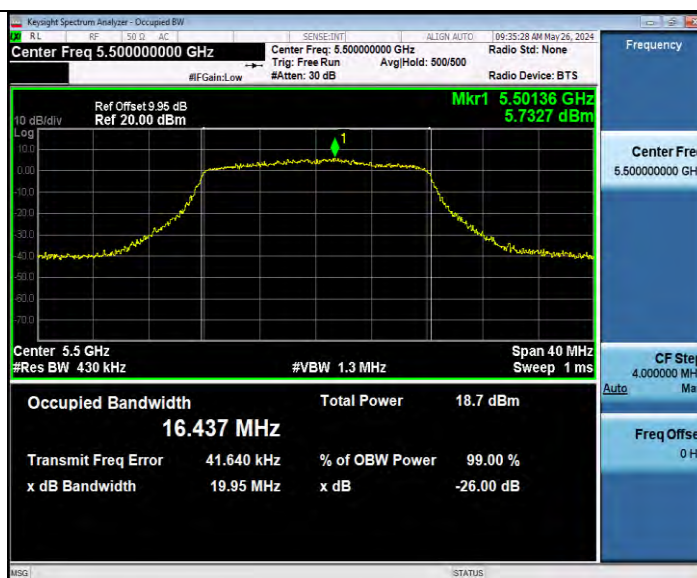 Keysight Spectrum Analyzer - Occupied BW
RL RF 50 Ω AC SENSE:INT ALIGN AUTO 09:35:28 AM May 26, 2024
Center Freq 5.500000000 GHz
Center Freq: 5.500000000 GHz
Radio Std: None
Trig: Free Run Avg|Hold: 500/500
#IFGain:Low #Atten: 30 dB Radio Device: BTS
Frequency
Mkr1 5.50136 GHz
5.7327 dBm
Ref Offset 9.95 dB
10 dB/div Ref 20.00 dBm
Log
1
10.0
0.00
-10.0
-20.0
-30.0
-40.0
-50.0
-60.0
-70.0
Center Fre
5.500000000 GH
Center 5.5 GHz Span 40 MHz
#Res BW 430 kHz #VBW 1.3 MHz Sweep 1 ms
CF Ste
4.000000 MH
Auto Ma
Occupied Bandwidth Total Power 18.7 dBm
16.437 MHz
Freq Offse
0 H
Transmit Freq Error 41.640 kHz % of OBW Power 99.00 %
x dB Bandwidth 19.95 MHz x dB -26.00 dB
MSG STATUS